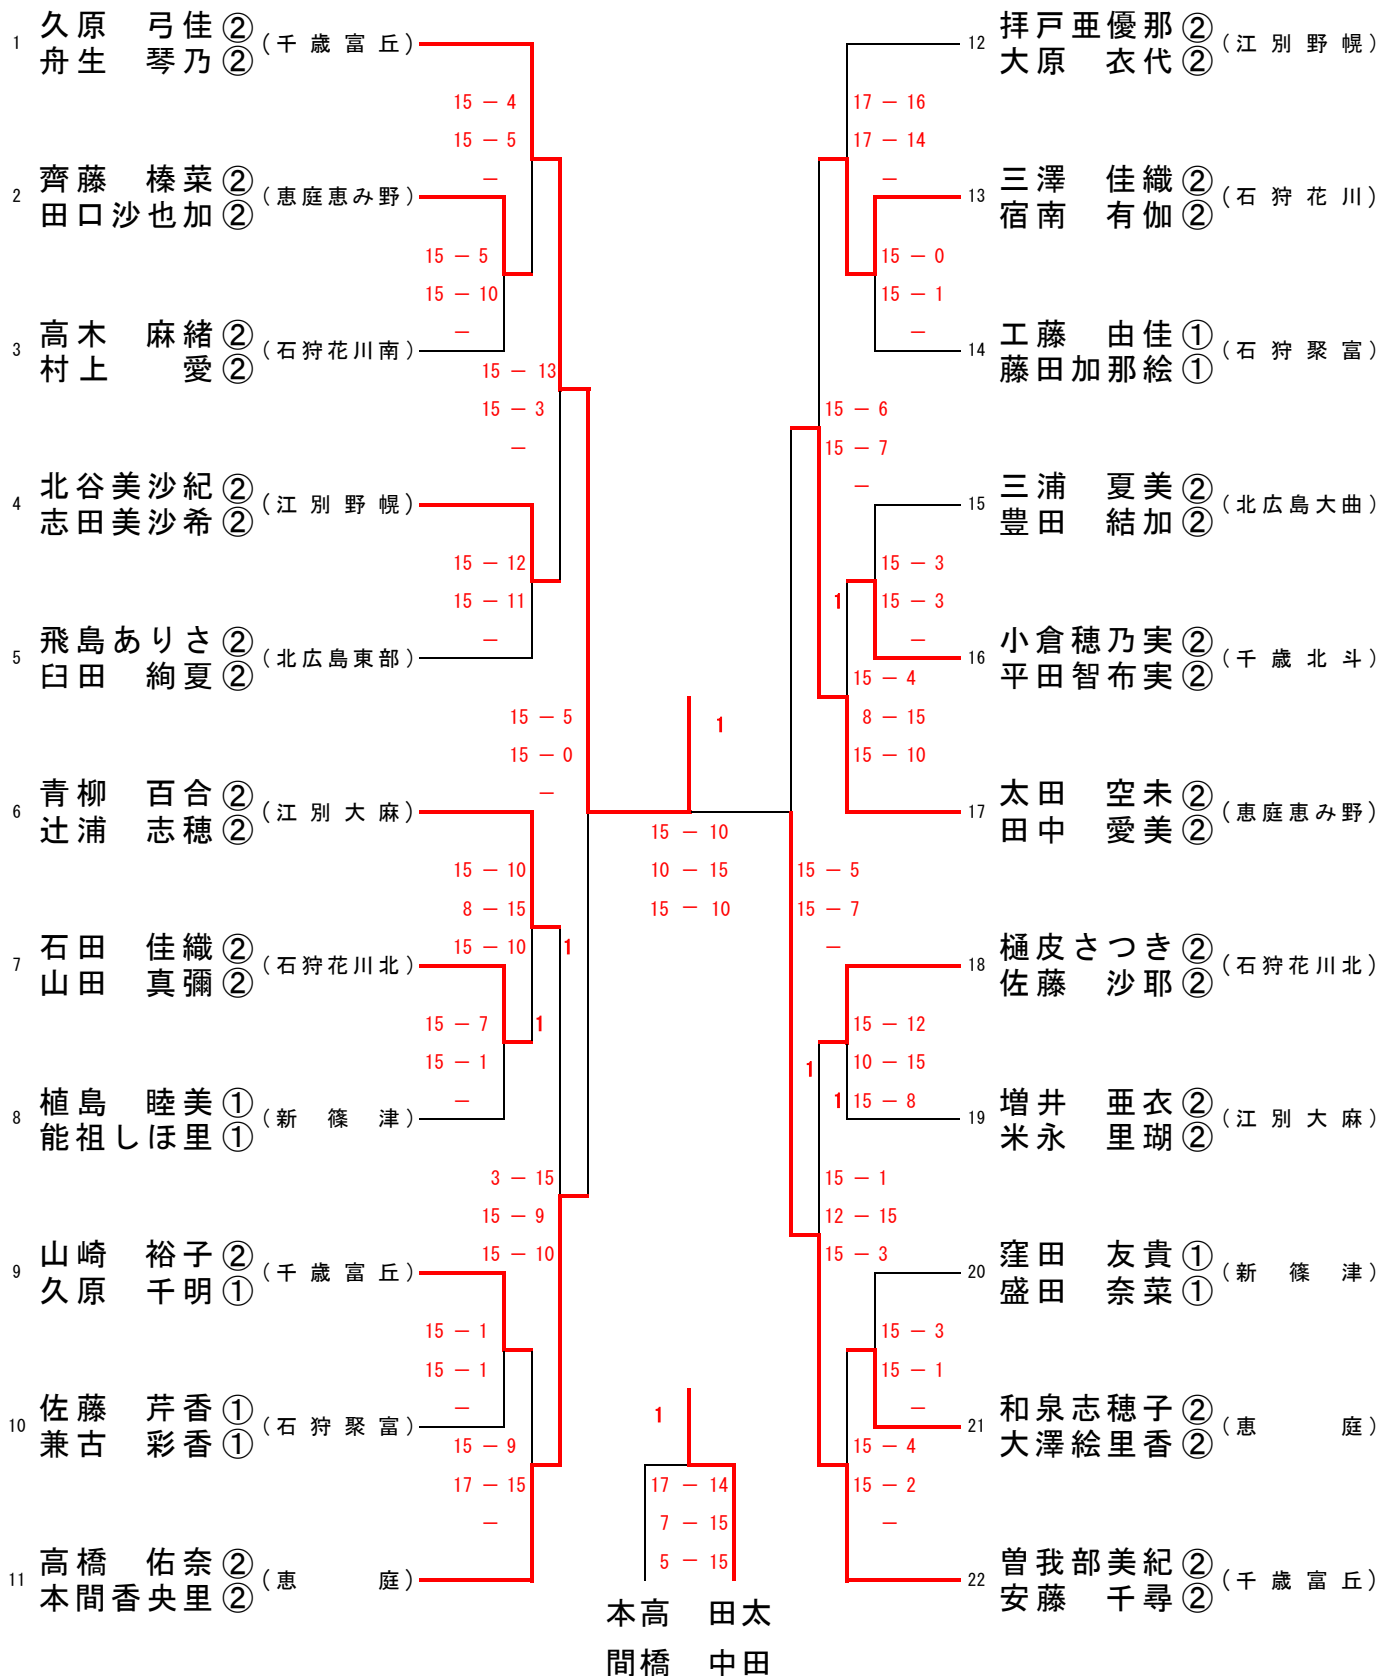 1 久原 弓佳② (千歳富丘)
舟生 琴乃②
15 － 4
15 － 5
－
2 齊藤 榛菜② (恵庭恵み野)
田口沙也加②
15 － 5
15 － 10
－
3 高木 麻緒② (石狩花川南)
村上 愛②
15 － 13
15 － 3
－
4 北谷美沙紀② (江別野幌)
志田美沙希②
15 － 12
15 － 11
－
5 飛島ありさ② (北広島東部)
臼田 絢夏②
15 － 5
15 － 0
－
6 青柳 百合② (江別大麻)
辻浦 志穂②
15 － 10
8 － 15
15 － 10
1
7 石田 佳織② (石狩花川北)
山田 真彌②
15 － 7
15 － 1
－
1
8 植島 睦美① (新篠津)
能祖しほ里①
3 － 15
15 － 9
15 － 10
9 山崎 裕子② (千歳富丘)
久原 千明①
15 － 1
15 － 1
－
10 佐藤 芹香① (石狩聚富)
兼古 彩香①
15 － 9
17 － 15
－
11 高橋 佑奈② (恵庭)
本間香央里②
1
15 － 10
10 － 15
15 － 10
1
17 － 14
7 － 15
5 － 15
本高 田太
間橋 中田
12 拝戸亜優那② (江別野幌)
大原 衣代②
17 － 16
17 － 14
－
13 三澤 佳織② (石狩花川)
宿南 有伽②
15 － 0
15 － 1
－
14 工藤 由佳① (石狩聚富)
藤田加那絵①
15 － 6
15 － 7
－
15 三浦 夏美② (北広島大曲)
豊田 結加②
15 － 3
15 － 3
－
1
16 小倉穂乃実② (千歳北斗)
平田智布実②
15 － 4
8 － 15
15 － 10
17 太田 空未② (恵庭恵み野)
田中 愛美②
15 － 5
15 － 7
－
18 樋皮さつき② (石狩花川北)
佐藤 沙耶②
15 － 12
10 － 15
15 － 8
1
1
19 増井 亜衣② (江別大麻)
米永 里瑚②
15 － 1
12 － 15
15 － 3
20 窪田 友貴① (新篠津)
盛田 奈菜①
15 － 3
15 － 1
－
21 和泉志穂子② (恵庭)
大澤絵里香②
15 － 4
15 － 2
－
22 曽我部美紀② (千歳富丘)
安藤 千尋②